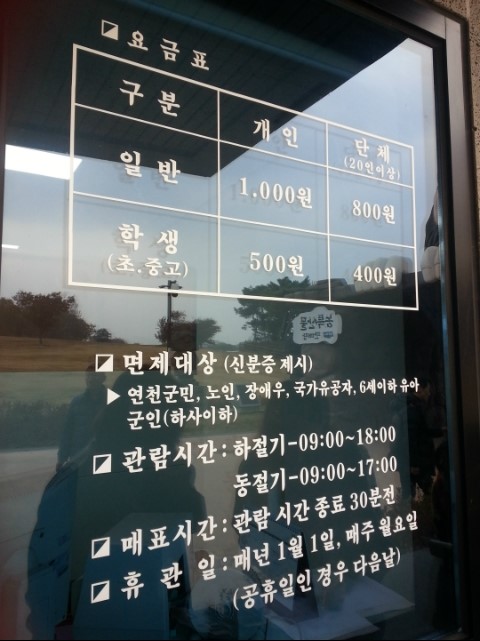 요금표
구분 개인 단체
(20인이상)
일반 1,000원 800원
학생
(초.중고) 500원 400원
면제대상 (신분증 제시)
▶ 연천군민, 노인, 장애우, 국가유공자, 6세이하 유아
군인(하사이하)
관람시간 : 하절기-09:00~18:00
동절기-09:00~17:00
매표시간 : 관람 시간 종료 30분전
휴관일 : 매년 1월 1일, 매주 월요일
(공휴일인 경우 다음날)